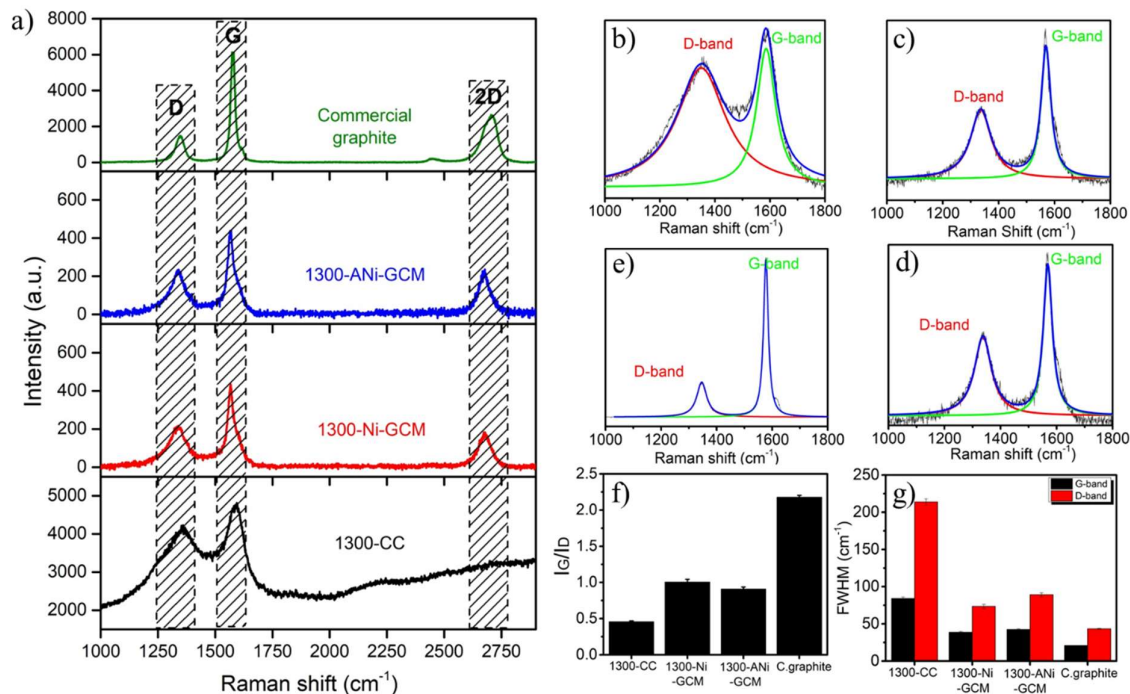 a)
8000
6000
4000
2000
0
D
G
2D
Commercial
graphite
600
400
200
0
1300-ANi-GCM
600
400
200
0
1300-Ni-GCM
5000
4000
3000
2000
1300-CC
Intensity (a.u.)
1000 1250 1500 1750 2000 2250 2500 2750
Raman shift (cm-1)
b)
D-band
G-band
1000 1200 1400 1600 1800
Raman shift (cm-1)
c)
D-band
G-band
1000 1200 1400 1600 1800
Raman Shift (cm-1)
e)
D-band
G-band
1000 1200 1400 1600 1800
Raman shift (cm-1)
d)
D-band
G-band
1000 1200 1400 1600 1800
Raman shift (cm-1)
f)
IG/ID
2.5
2.0
1.5
1.0
0.5
0.0
1300-CC 1300-Ni 1300-ANi C.graphite
-GCM -GCM
g)
G-band
D-band
FWHM (cm-1)
250
200
150
100
50
0
1300-CC 1300-Ni 1300-ANi C.graphite
-GCM -GCM